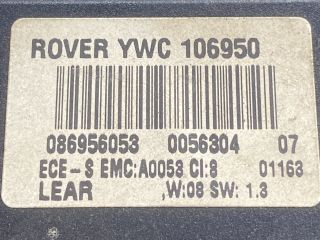 ROVER YWC 106950
086956053 0056304 07
ECE-S EMC:A0053 CI:8 01163
LEAR ,W:08 SW: 1.3